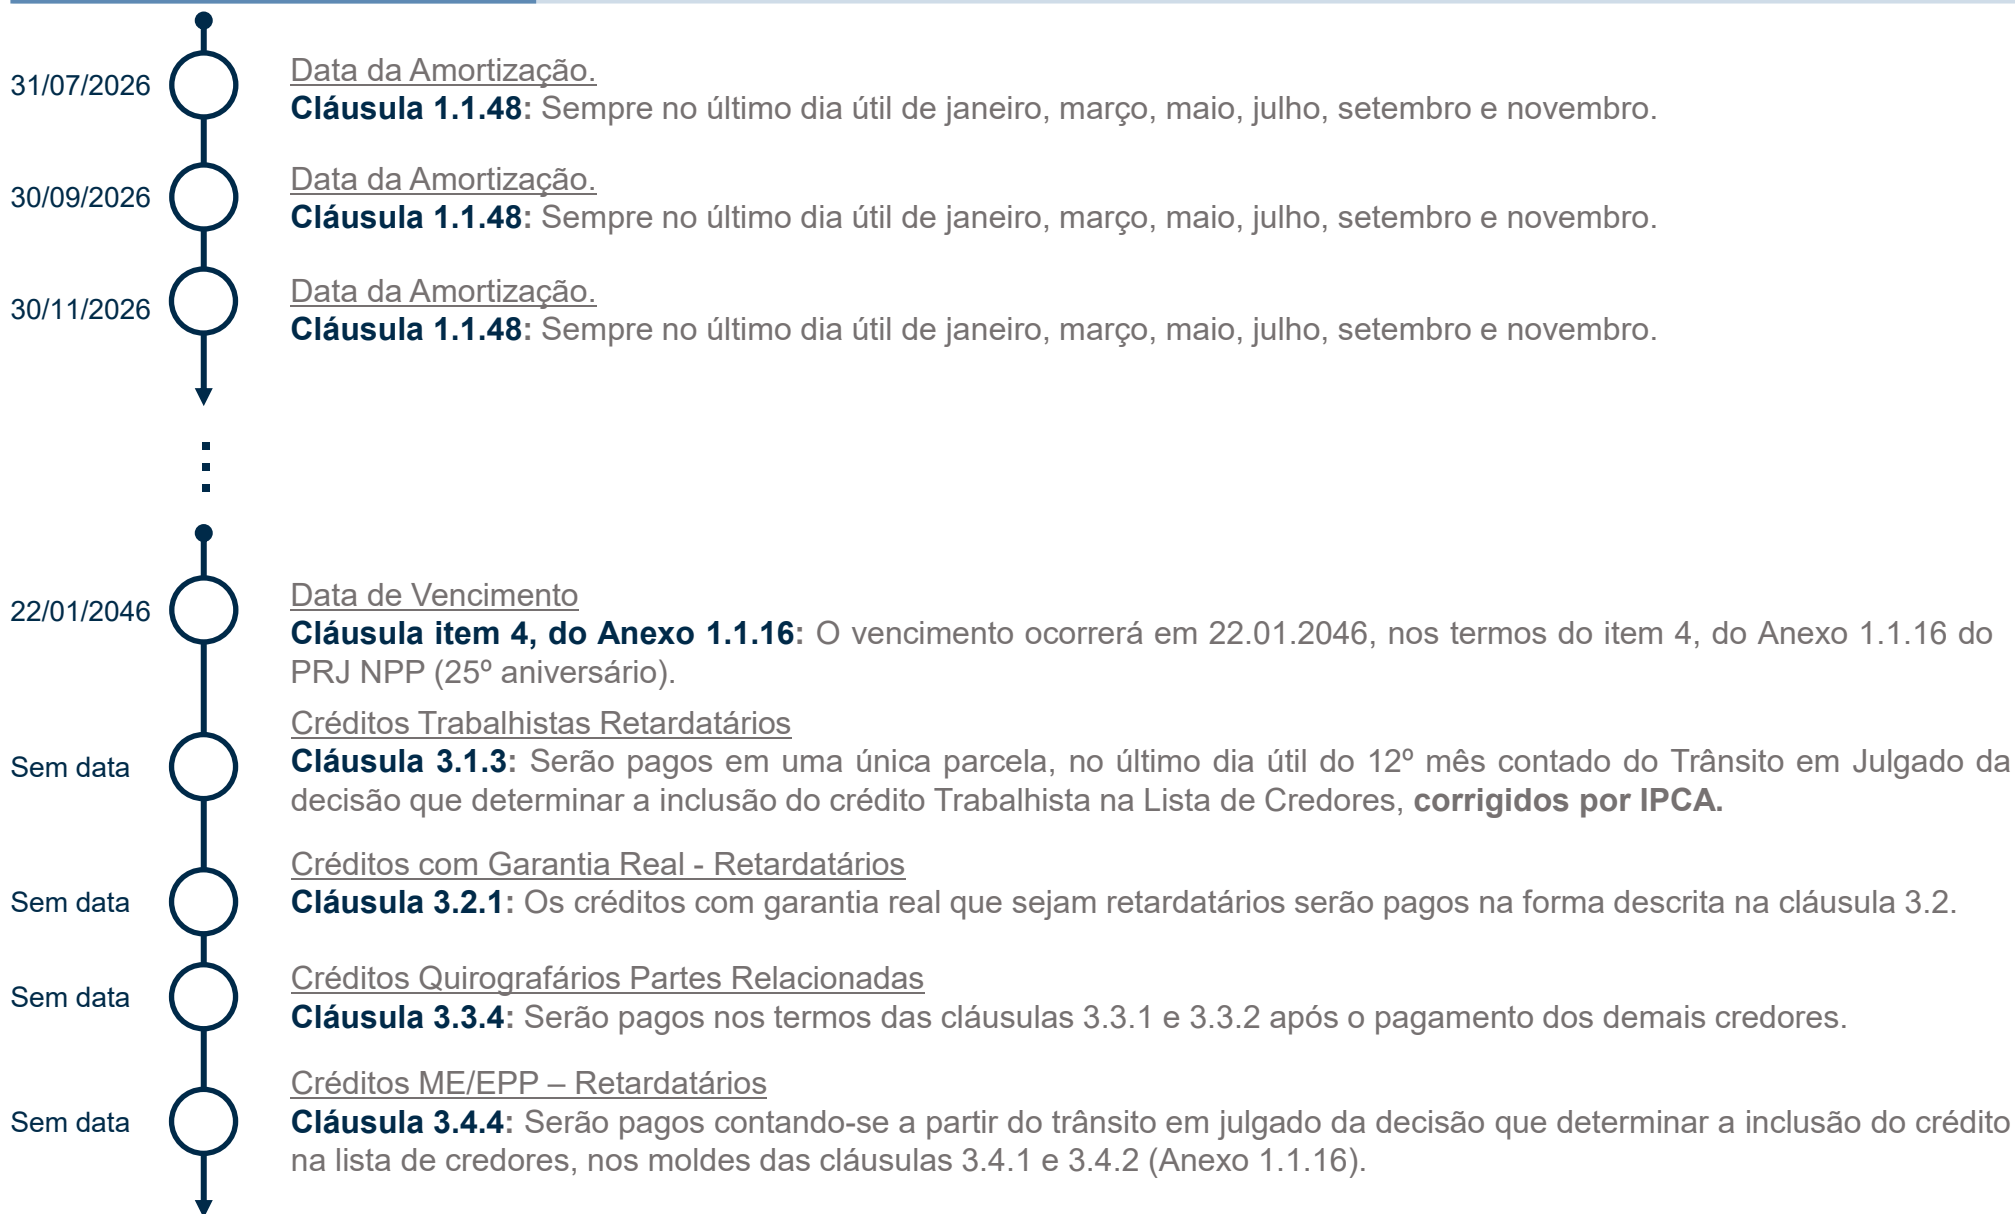 31/07/2026
Data da Amortização.
Cláusula 1.1.48: Sempre no último dia útil de janeiro, março, maio, julho, setembro e novembro.
30/09/2026
Data da Amortização.
Cláusula 1.1.48: Sempre no último dia útil de janeiro, março, maio, julho, setembro e novembro.
30/11/2026
Data da Amortização.
Cláusula 1.1.48: Sempre no último dia útil de janeiro, março, maio, julho, setembro e novembro.
22/01/2046
Data de Vencimento
Cláusula item 4, do Anexo 1.1.16: O vencimento ocorrerá em 22.01.2046, nos termos do item 4, do Anexo 1.1.16 do
PRJ NPP (25º aniversário).
Sem data
Créditos Trabalhistas Retardatários
Cláusula 3.1.3: Serão pagos em uma única parcela, no último dia útil do 12º mês contado do Trânsito em Julgado da
decisão que determinar a inclusão do crédito Trabalhista na Lista de Credores, corrigidos por IPCA.
Sem data
Créditos com Garantia Real - Retardatários
Cláusula 3.2.1: Os créditos com garantia real que sejam retardatários serão pagos na forma descrita na cláusula 3.2.
Sem data
Créditos Quirografários Partes Relacionadas
Cláusula 3.3.4: Serão pagos nos termos das cláusulas 3.3.1 e 3.3.2 após o pagamento dos demais credores.
Sem data
Créditos ME/EPP – Retardatários
Cláusula 3.4.4: Serão pagos contando-se a partir do trânsito em julgado da decisão que determinar a inclusão do crédito
na lista de credores, nos moldes das cláusulas 3.4.1 e 3.4.2 (Anexo 1.1.16).